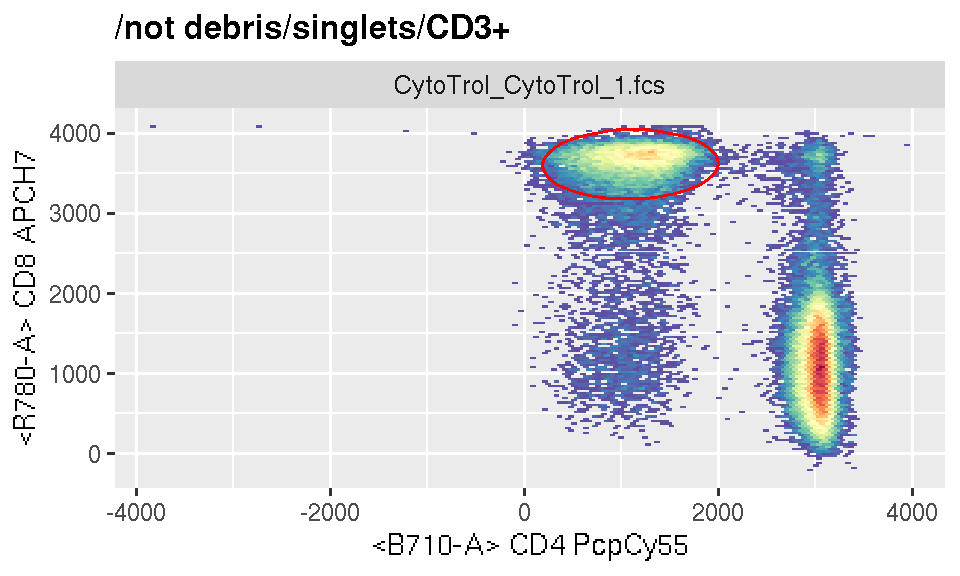 /not debris/singlets/CD3+
CytoTrol_CytoTrol_1.fcs
<R780-A> CD8 APCH7
4000
3000
2000
1000
0
-4000
-2000
0
2000
4000
<B710-A> CD4 PcpCy55